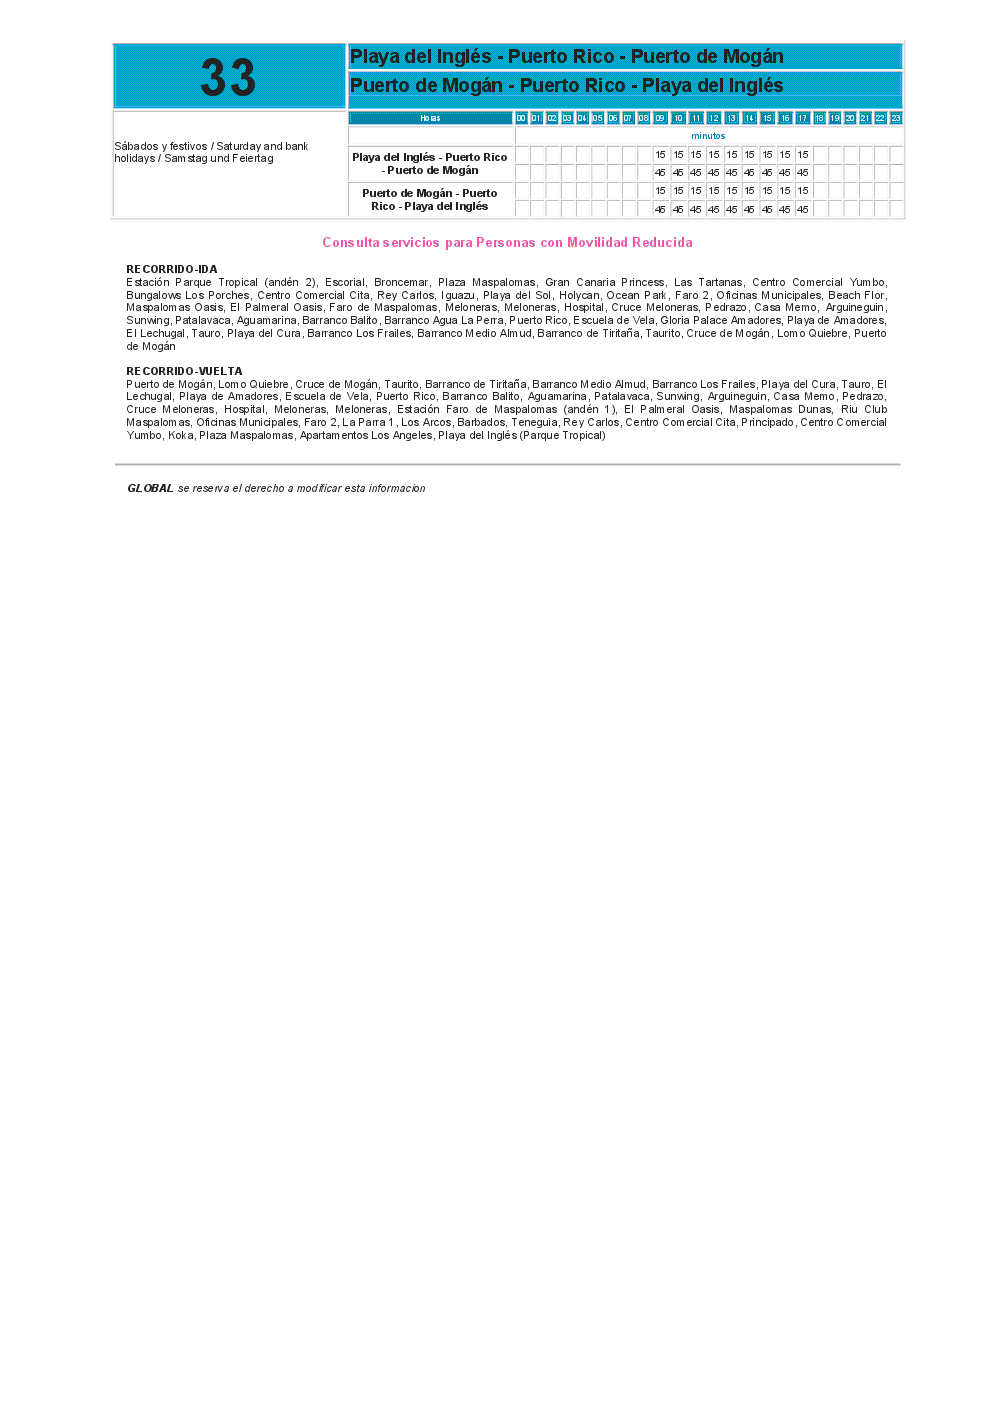 33
Playa del Inglés - Puerto Rico - Puerto de Mogán
Puerto de Mogán - Puerto Rico - Playa del Inglés
Sábados y festivos / Saturday and bank
holidays / Samstag und Feiertag
Horas 00 01 02 03 04 05 06 07 08 09 10 11 12 13 14 15 16 17 18 19 20 21 22 23
minutos
Playa del Inglés - Puerto Rico
- Puerto de Mogán
15 15 15 15 15 15 15 15 15
45 45 45 45 45 45 45 45 45
Puerto de Mogán - Puerto
Rico - Playa del Inglés
15 15 15 15 15 15 15 15 15
45 45 45 45 45 45 45 45 45
Consulta servicios para Personas con Movilidad Reducida
RECORRIDO-IDA
Estación Parque Tropical (andén 2), Escorial, Broncemar, Plaza Maspalomas, Gran Canaria Princess, Las Tartanas, Centro Comercial Yumbo,
Bungalows Los Porches, Centro Comercial Cita, Rey Carlos, Iguazu, Playa del Sol, Holycan, Ocean Park, Faro 2, Oficinas Municipales, Beach Flor,
Maspalomas Oasis, El Palmeral Oasis, Faro de Maspalomas, Meloneras, Meloneras, Hospital, Cruce Meloneras, Pedrazo, Casa Memo, Arguineguin,
Sunwing, Patalavaca, Aguamarina, Barranco Balito, Barranco Agua La Perra, Puerto Rico, Escuela de Vela, Gloria Palace Amadores, Playa de Amadores,
El Lechugal, Tauro, Playa del Cura, Barranco Los Frailes, Barranco Medio Almud, Barranco de Tiritaña, Taurito, Cruce de Mogán, Lomo Quiebre, Puerto
de Mogán
RECORRIDO-VUELTA
Puerto de Mogán, Lomo Quiebre, Cruce de Mogán, Taurito, Barranco de Tiritaña, Barranco Medio Almud, Barranco Los Frailes, Playa del Cura, Tauro, El
Lechugal, Playa de Amadores, Escuela de Vela, Puerto Rico, Barranco Balito, Aguamarina, Patalavaca, Sunwing, Arguineguin, Casa Memo, Pedrazo,
Cruce Meloneras, Hospital, Meloneras, Meloneras, Estación Faro de Maspalomas (andén 1), El Palmeral Oasis, Maspalomas Dunas, Riu Club
Maspalomas, Oficinas Municipales, Faro 2, La Parra 1, Los Arcos, Barbados, Teneguia, Rey Carlos, Centro Comercial Cita, Principado, Centro Comercial
Yumbo, Koka, Plaza Maspalomas, Apartamentos Los Angeles, Playa del Inglés (Parque Tropical)
GLOBAL se reserva el derecho a modificar esta informacion